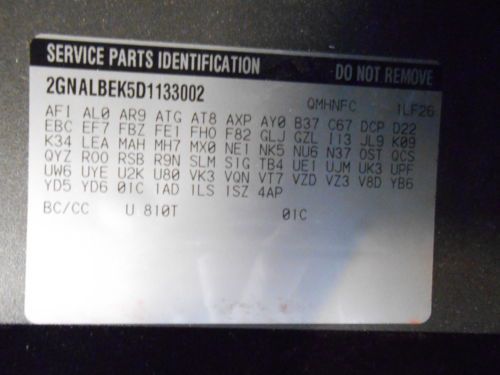 SERVICE PARTS IDENTIFICATION DO NOT REMOVE
2GNALBEK5D1133002
QMHNFC 1LF26
AF1 AL0 AR9 ATG AT8 AXP AY0 B37 C67 DCP D22
EBC EF7 FBZ FE1 FHO F82 GLJ GZL I13 JL9 K09
K34 LEA MAH MH7 MX0 NE1 NK5 NU6 N37 OST QCS
QYZ R00 RSB R9N SLM S1G TB4 UE1 UJM UK3 UPF
UW6 UYE U2K U80 VK3 VQN VT7 VZD VZ3 V8D YB6
YD5 YD6 01C 1AD 1LS 1SZ 4AP
BC/CC U 810T 01C